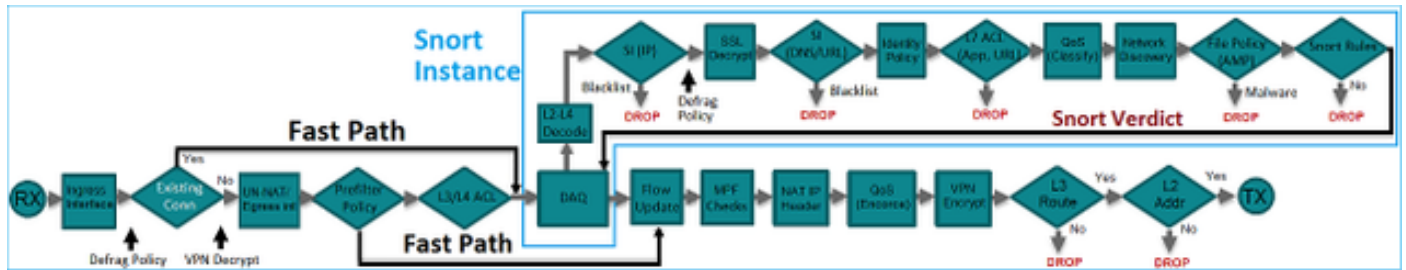 Snort
Instance
SI (IP)
SSL
Decrypt
SI
(DNS/URL)
Identity
Policy
L7 ACL
(App, URL)
QoS
(Classify)
Network
Discovery
File Policy
(AMP)
Snort Rules
Blacklist
Blacklist
Malware
No
DROP
Defrag
Policy
DROP
DROP
DROP
DROP
L2-L4
Decode
Snort Verdict
Fast Path
Yes
RX
Ingress
Interface
Existing
Conn
No
UN-NAT/
Egress Int
Prefilter
Policy
L3/L4 ACL
DAQ
Flow
Update
MPF
Checks
NAT IP
Header
QoS
(Enforce)
VPN
Encrypt
L3
Route
Yes
L2
Addr
Yes
TX
No
No
Defrag Policy
VPN Decrypt
Fast Path
DROP
DROP